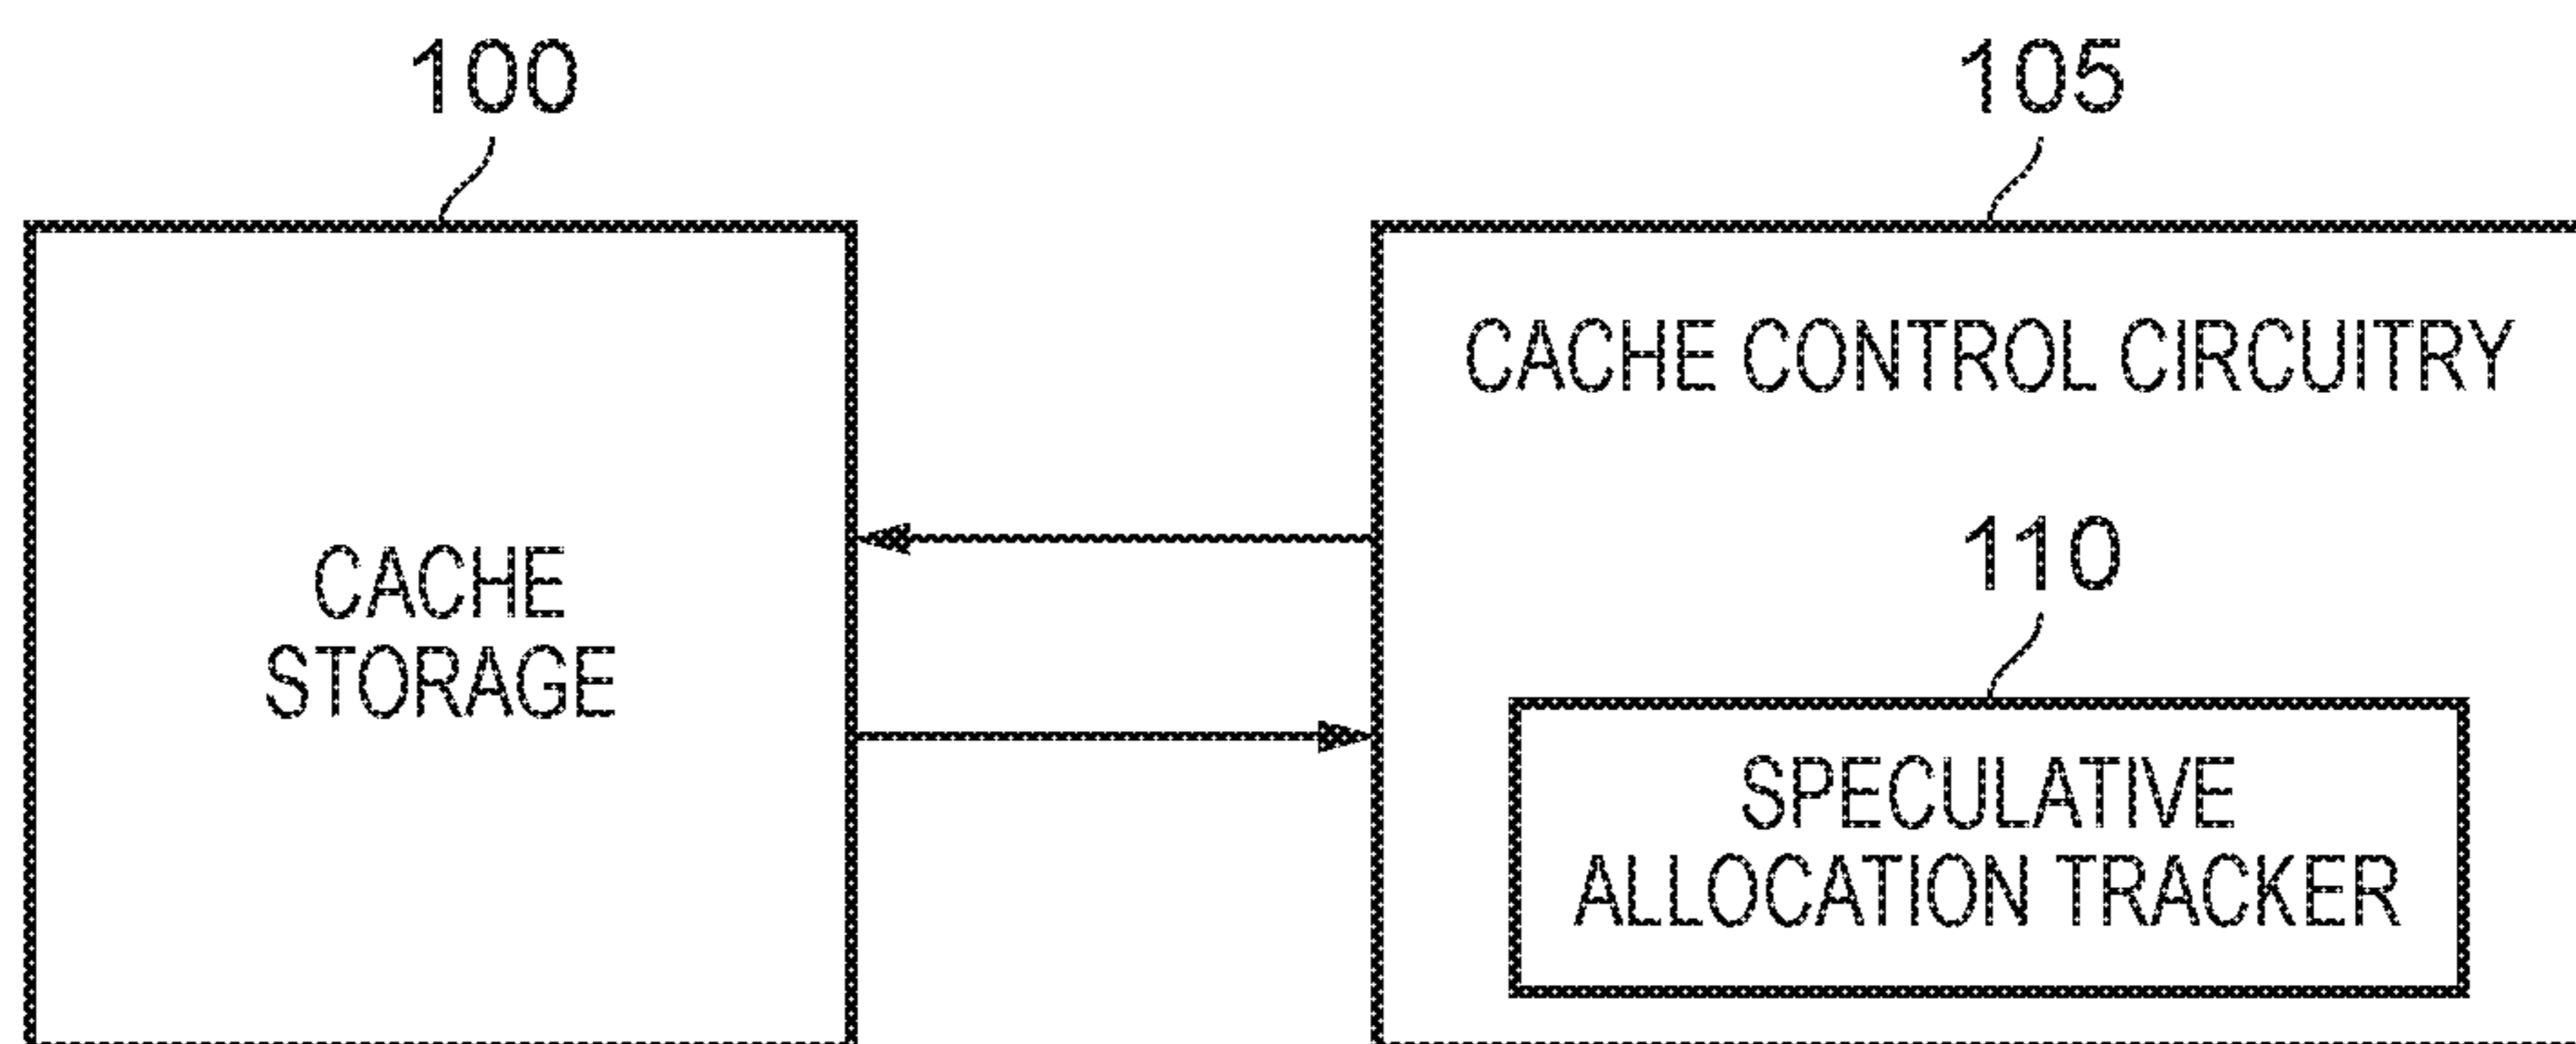 100
105
CACHE CONTROL CIRCUITRY
110
CACHE
STORAGE
SPECULATIVE
ALLOCATION TRACKER